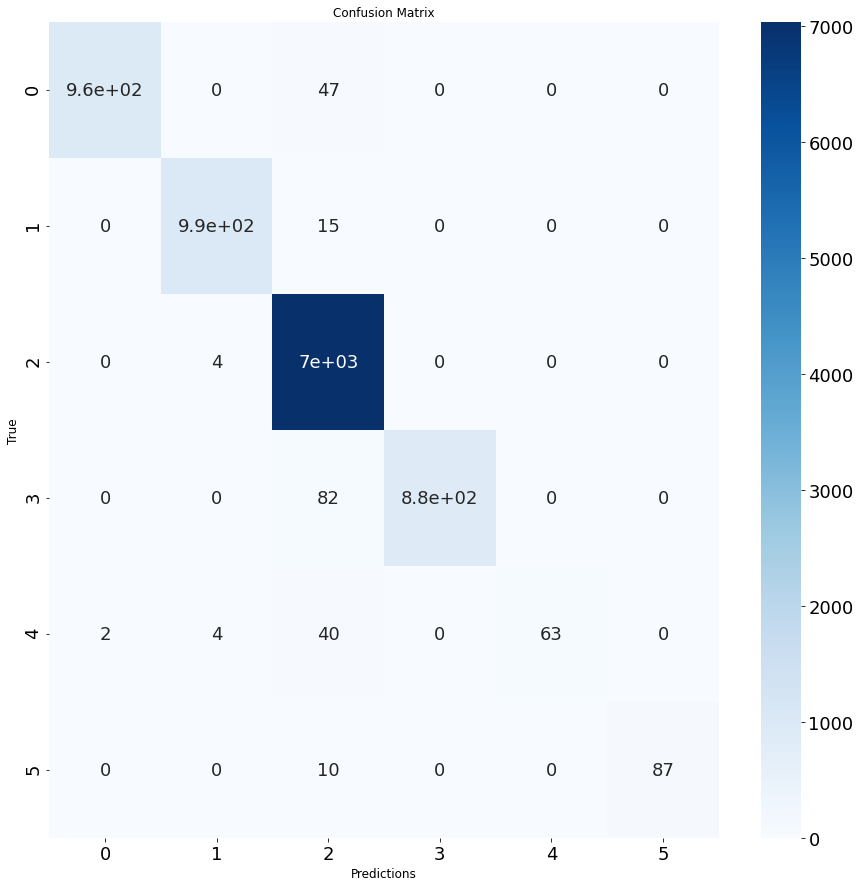 Confusion Matrix
0 9.6e+02 0 47 0 0 0
1 0 9.9e+02 15 0 0 0
2 0 4 7e+03 0 0 0
3 0 0 82 8.8e+02 0 0
4 2 4 40 0 63 0
5 0 0 10 0 0 87
0 1 2 3 4 5
True
Predictions
7000
6000
5000
4000
3000
2000
1000
0